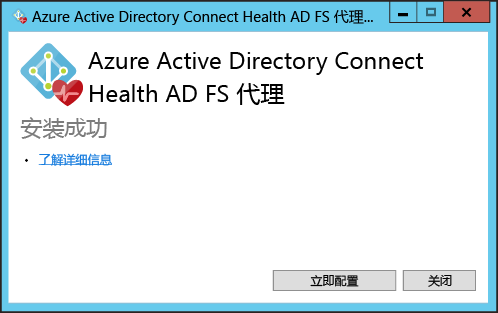 Azure Active Directory Connect Health AD FS 代理...
Azure Active Directory Connect
Health AD FS 代理
安装成功
了解详细信息
立即配置
关闭